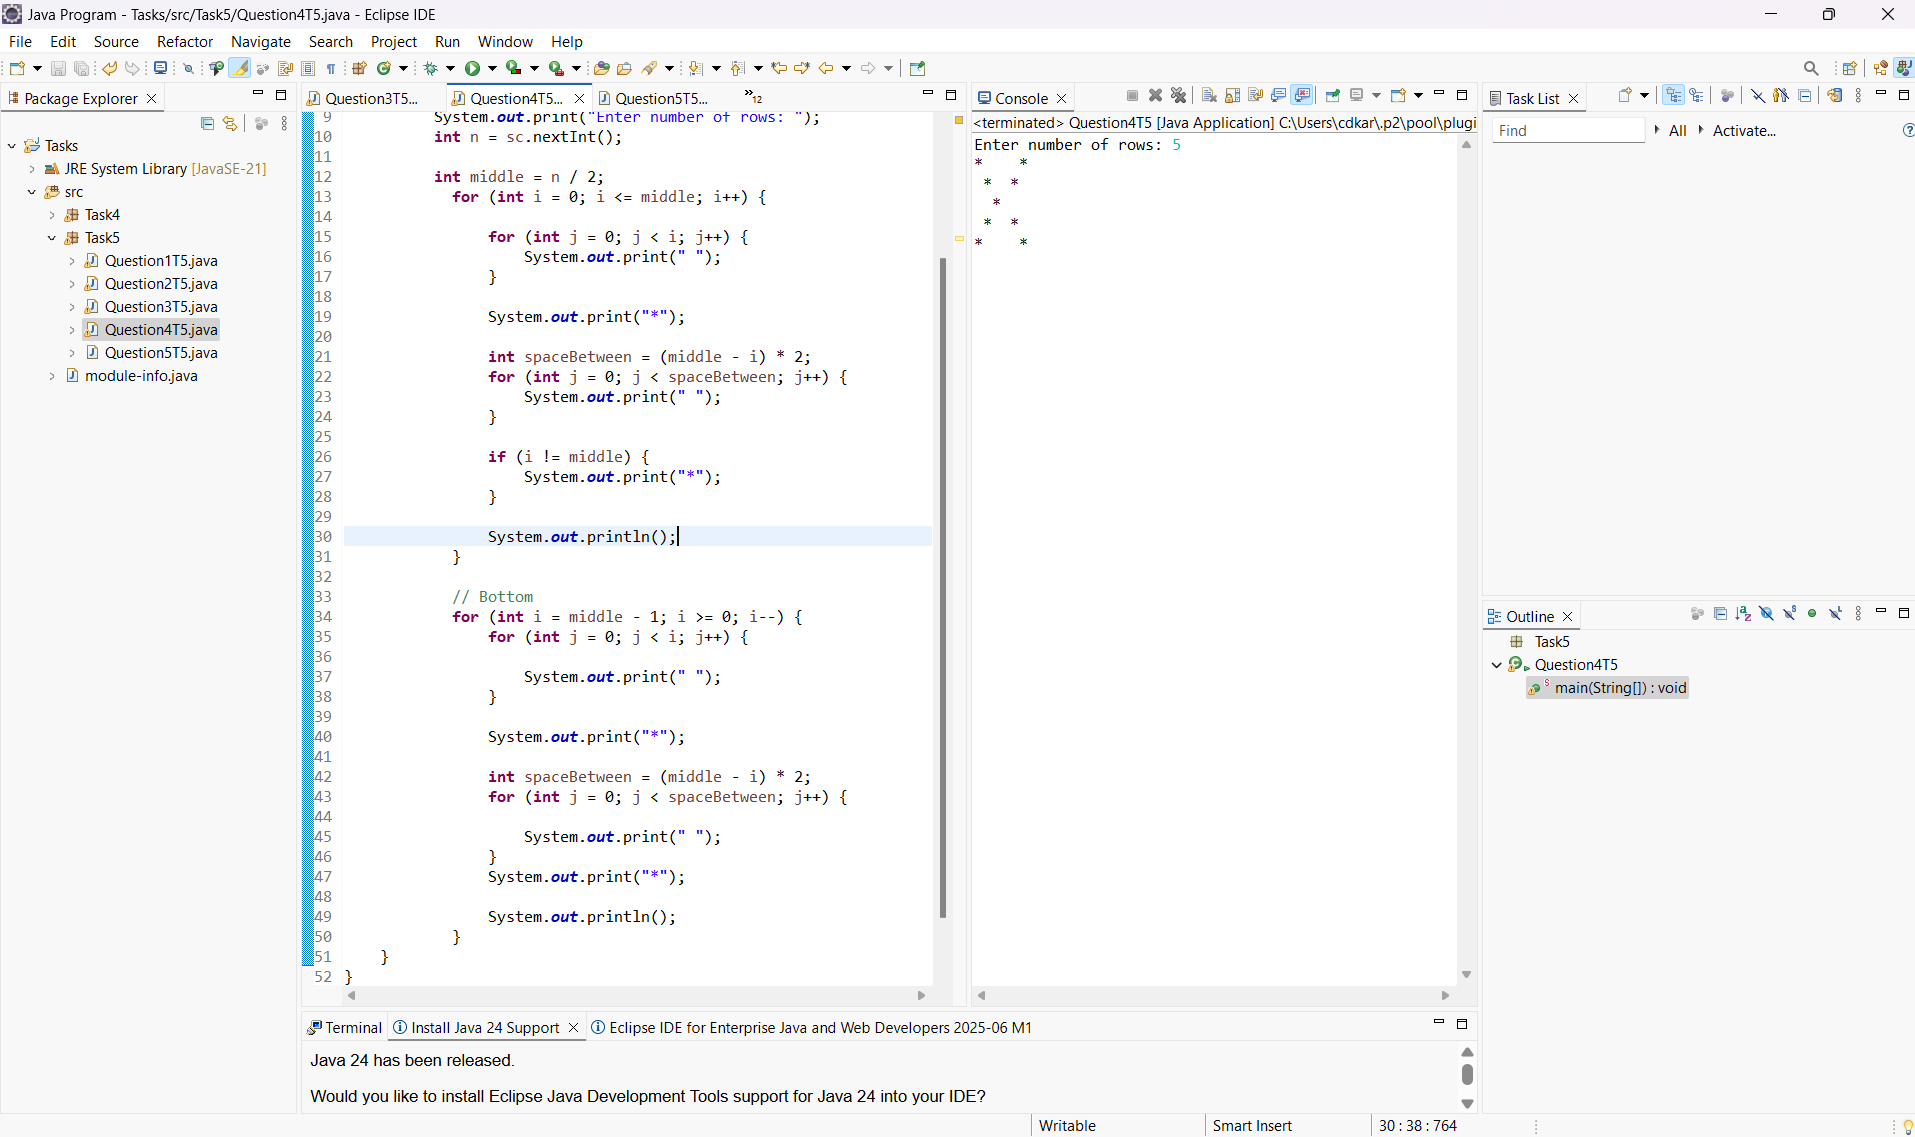 Java Program - Tasks/src/Task5/Question4T5.java - Eclipse IDE
File Edit Source Refactor Navigate Search Project Run Window Help
Package Explorer
Tasks
JRE System Library [JavaSE-21]
src
Task4
Task5
Question1T5.java
Question2T5.java
Question3T5.java
Question4T5.java
Question5T5.java
module-info.java
Question3T5... Question4T5... Question5T5... »12
9 System.out.print("Enter number of rows: ");
10 int n = sc.nextInt();
11
12 int middle = n / 2;
13 for (int i = 0; i <= middle; i++) {
14
15 for (int j = 0; j < i; j++) {
16 System.out.print(" ");
17 }
18
19 System.out.print("*");
20
21 int spaceBetween = (middle - i) * 2;
22 for (int j = 0; j < spaceBetween; j++) {
23 System.out.print(" ");
24 }
25
26 if (i != middle) {
27 System.out.print("*");
28 }
29
30 System.out.println();
31 }
32
33 // Bottom
34 for (int i = middle - 1; i >= 0; i--) {
35 for (int j = 0; j < i; j++) {
36
37 System.out.print(" ");
38 }
39
40 System.out.print("*");
41
42 int spaceBetween = (middle - i) * 2;
43 for (int j = 0; j < spaceBetween; j++) {
44
45 System.out.print(" ");
46 }
47 System.out.print("*");
48
49 System.out.println();
50 }
51 }
52 }
Console
<terminated> Question4T5 [Java Application] C:\Users\cdkar\.p2\pool\plugi
Enter number of rows: 5
*    *
 *  *
  *
 *  *
*    *
Task List
Find All Activate...
Outline
Task5
Question4T5
main(String[]) : void
Terminal Install Java 24 Support Eclipse IDE for Enterprise Java and Web Developers 2025-06 M1
Java 24 has been released.
Would you like to install Eclipse Java Development Tools support for Java 24 into your IDE?
Writable Smart Insert 30 : 38 : 764